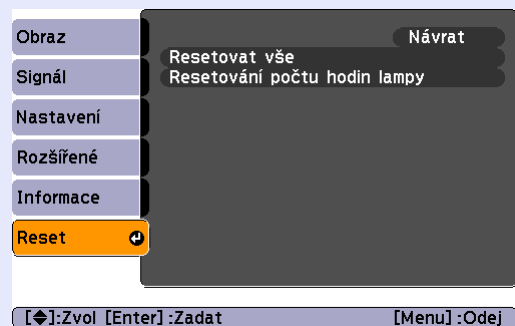 Obraz
Signál
Nastavení
Rozšířené
Informace
Reset
Návrat
Resetovat vše
Resetování počtu hodin lampy
[◆]:Zvol [Enter]:Zadat [Menu]:Odej